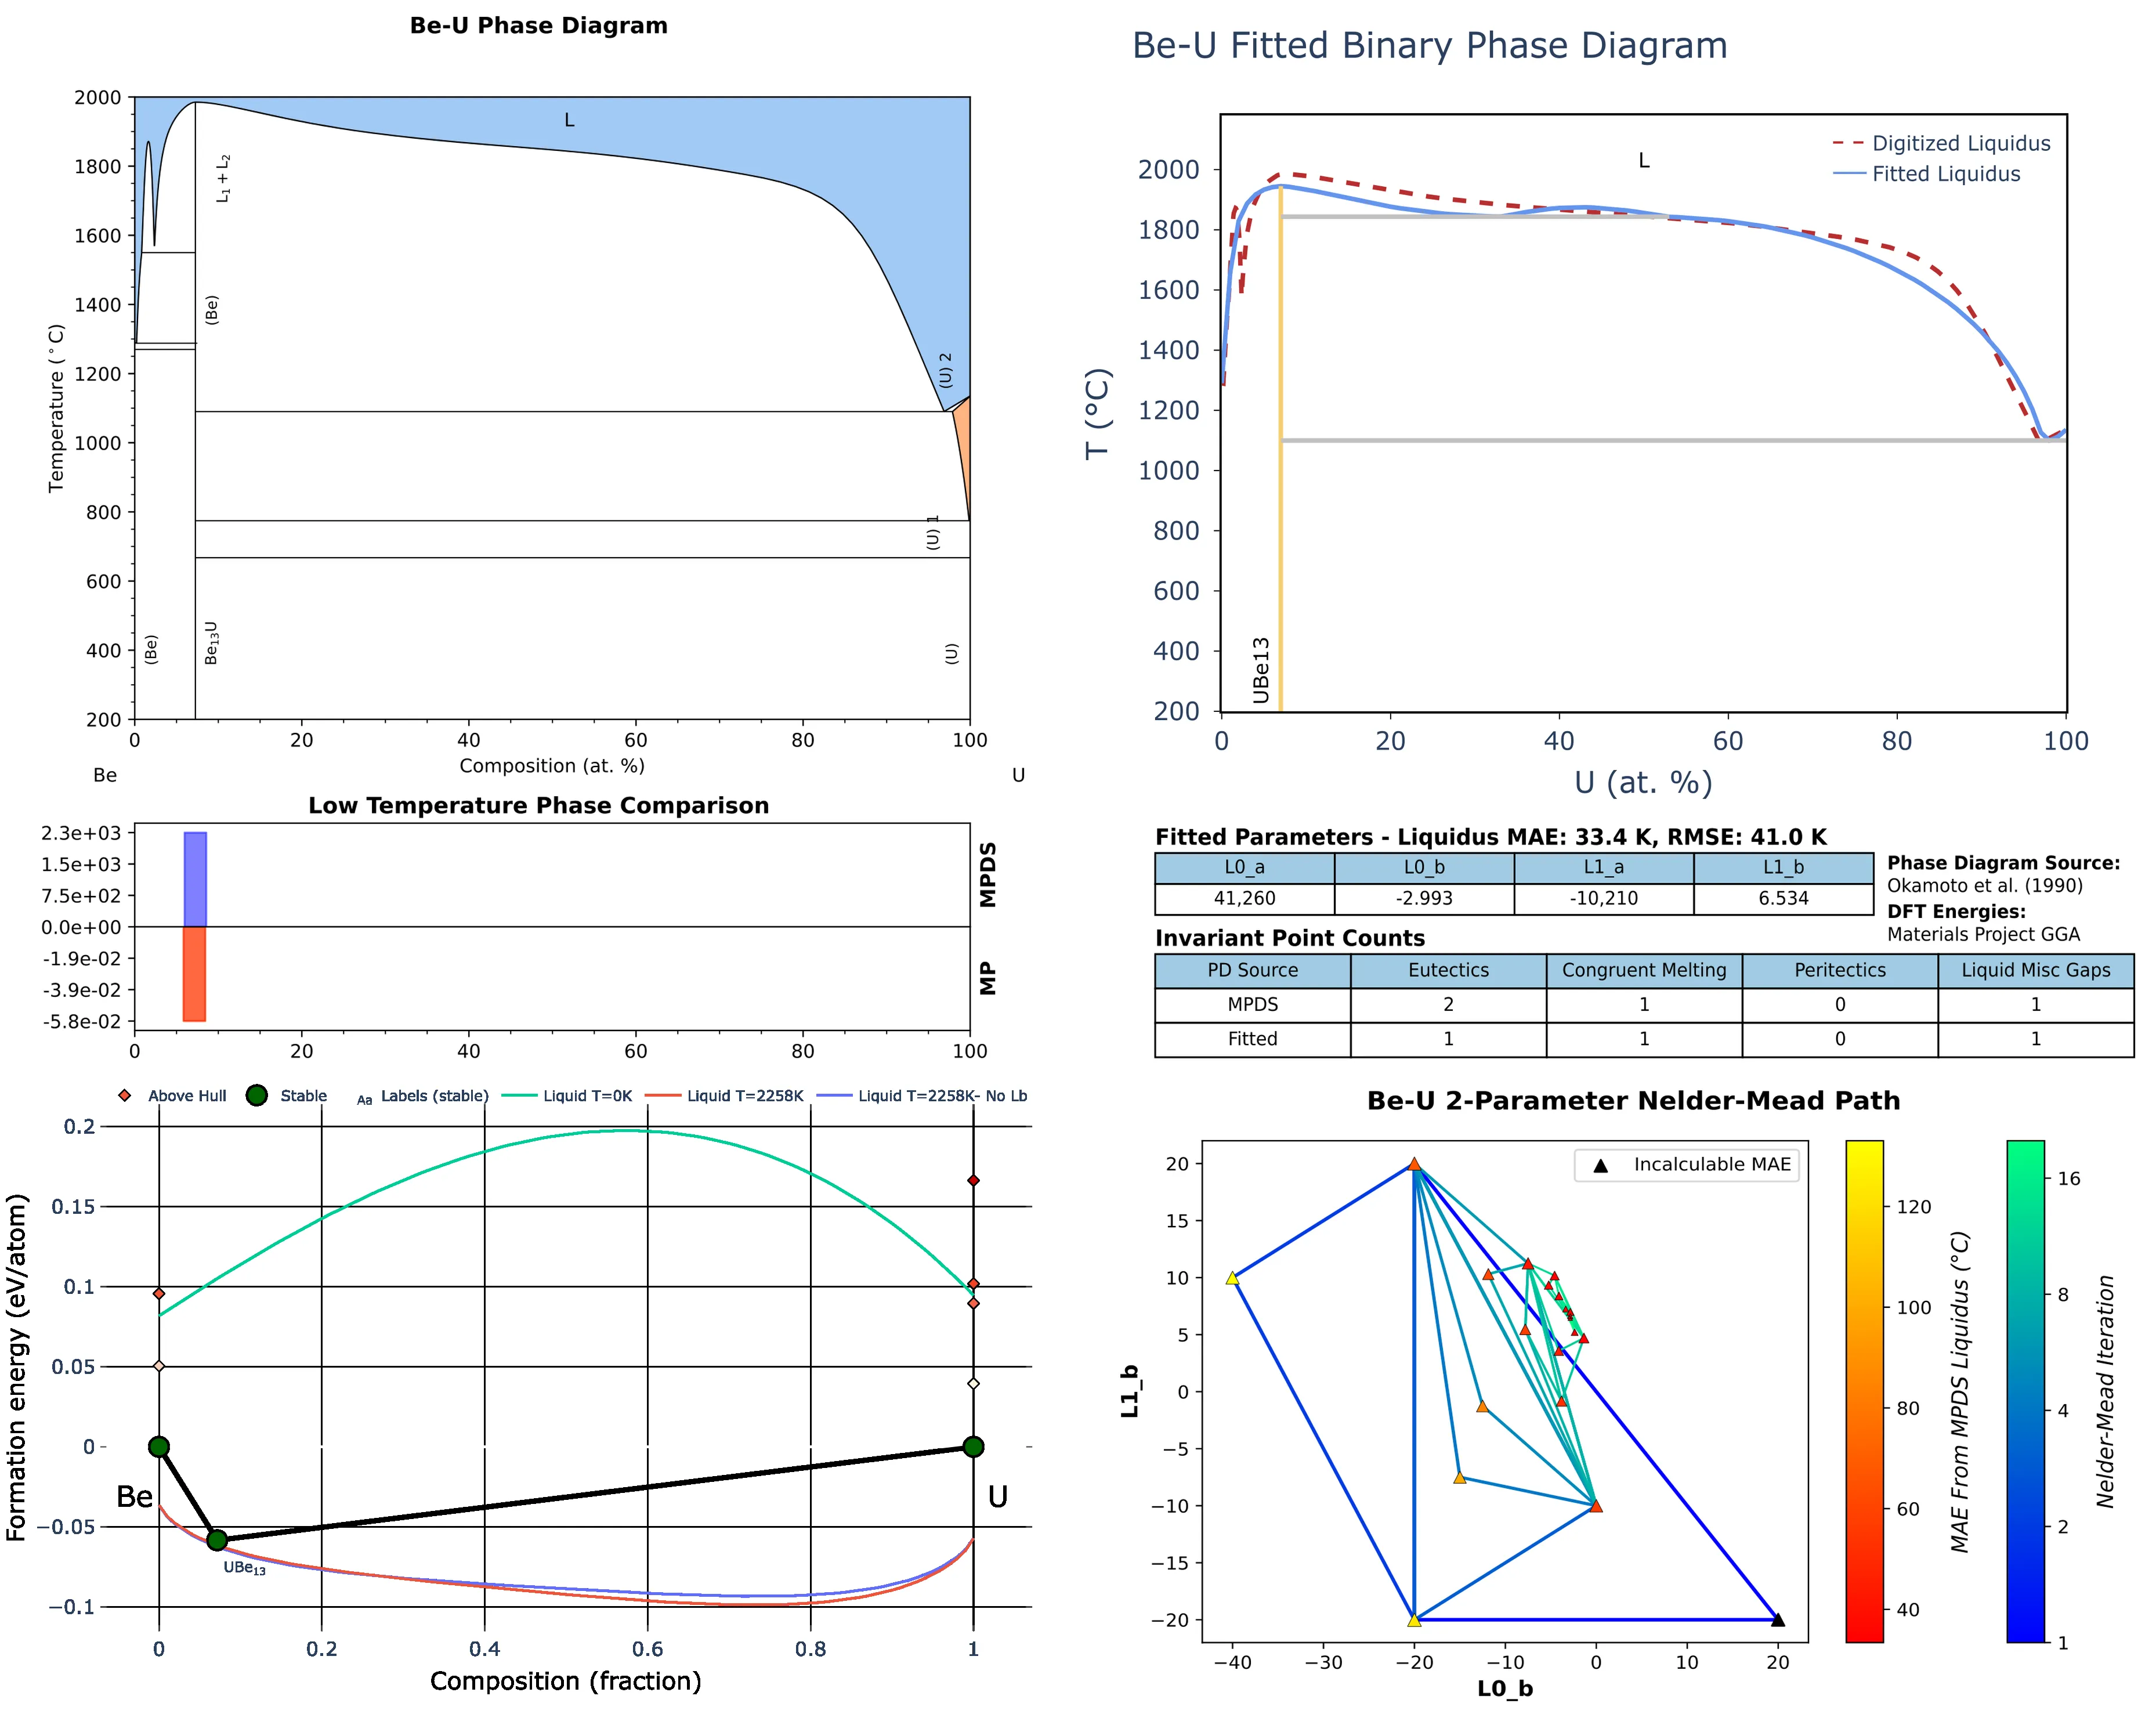 Be-U Phase Diagram
2000
1800
1600
1400
1200
1000
800
600
400
200
Temperature (°C)
L
L1 + L2
(Be)
(U) 2
(U) 1
(Be)
Be13U
(U)
0 20 40 60 80 100
Composition (at. %)
Be U
Be-U Fitted Binary Phase Diagram
2000
1800
1600
1400
1200
1000
800
600
400
200
T (°C)
L
Digitized Liquidus
Fitted Liquidus
UBe13
0 20 40 60 80 100
U (at. %)
Low Temperature Phase Comparison
2.3e+03
1.5e+03
7.5e+02
0.0e+00
-1.9e-02
-3.9e-02
-5.8e-02
MPDS
MP
0 20 40 60 80 100
Fitted Parameters - Liquidus MAE: 33.4 K, RMSE: 41.0 K
L0_a L0_b L1_a L1_b
41,260 -2.993 -10,210 6.534
Phase Diagram Source:
Okamoto et al. (1990)
DFT Energies:
Materials Project GGA
Invariant Point Counts
PD Source Eutectics Congruent Melting Peritectics Liquid Misc Gaps
MPDS 2 1 0 1
Fitted 1 1 0 1
Above Hull Stable Aa Labels (stable) Liquid T=0K Liquid T=2258K Liquid T=2258K- No Lb
0.2
0.15
0.1
0.05
0
−0.05
−0.1
Formation energy (eV/atom)
Be
U
UBe13
0 0.2 0.4 0.6 0.8 1
Composition (fraction)
Be-U 2-Parameter Nelder-Mead Path
Incalculable MAE
20
15
10
5
0
−5
−10
−15
−20
L1_b
−40 −30 −20 −10 0 10 20
L0_b
120
100
80
60
40
MAE From MPDS Liquidus (°C)
16
8
4
2
1
Nelder-Mead Iteration